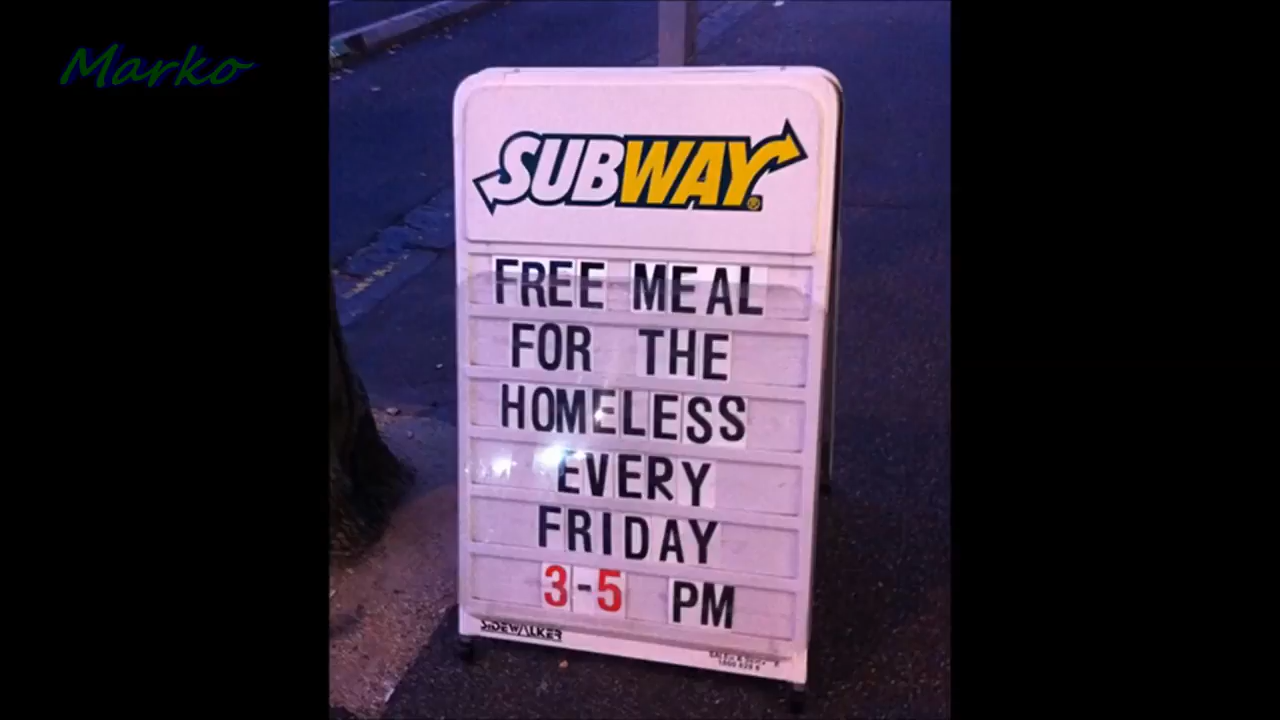 Marko
SUBWAY®
FREE MEAL
FOR THE
HOMELESS
EVERY
FRIDAY
3-5 PM
SIDEWALKER